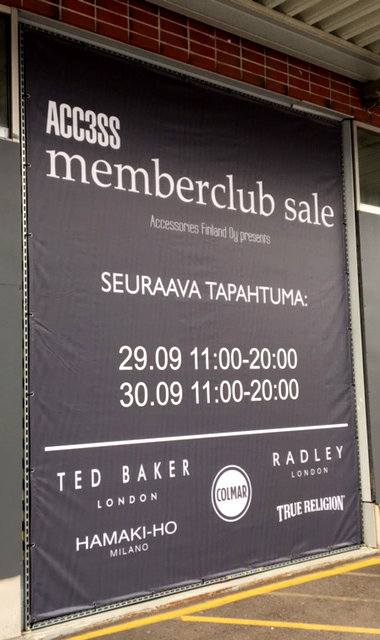 ACC3SS
memberclub sale
Accessories Finland Oy presents
SEURAAVA TAPAHTUMA:
29.09 11:00-20:00
30.09 11:00-20:00
TED BAKER
LONDON
RADLEY
LONDON
COLMAR
HAMAKI-HO
MILANO
TRUE RELIGION